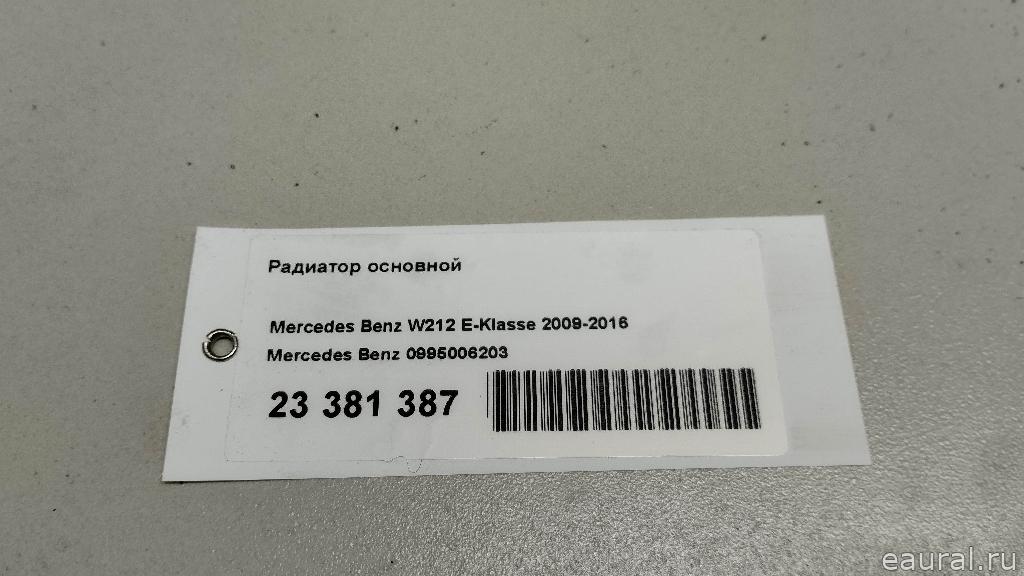 Радиатор основной
Mercedes Benz W212 E-Klasse 2009-2016
Mercedes Benz 0995006203
23 381 387
eaural.ru